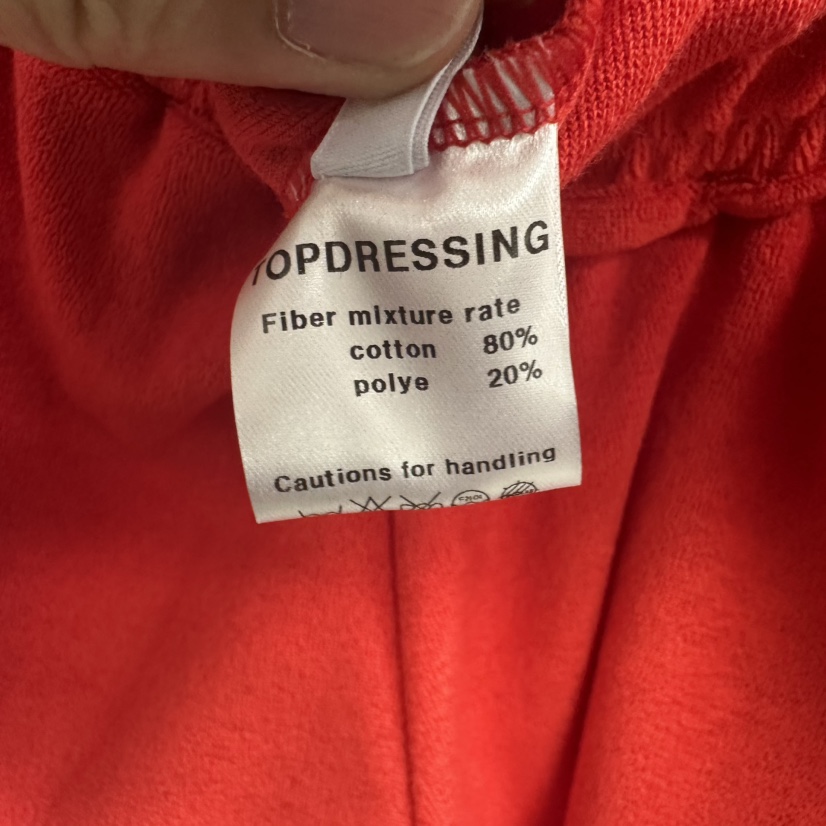 TOPDRESSING
Fiber mixture rate
cotton 80%
polye 20%
Cautions for handling